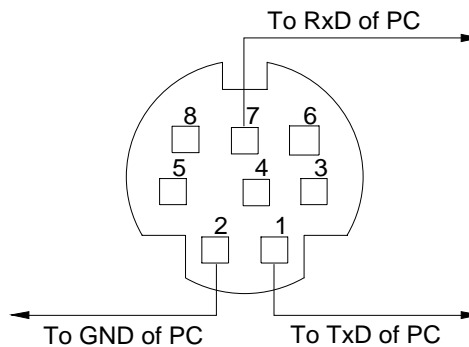 To RxD of PC
8 7 6
5 4 3
2 1
To GND of PC To TxD of PC